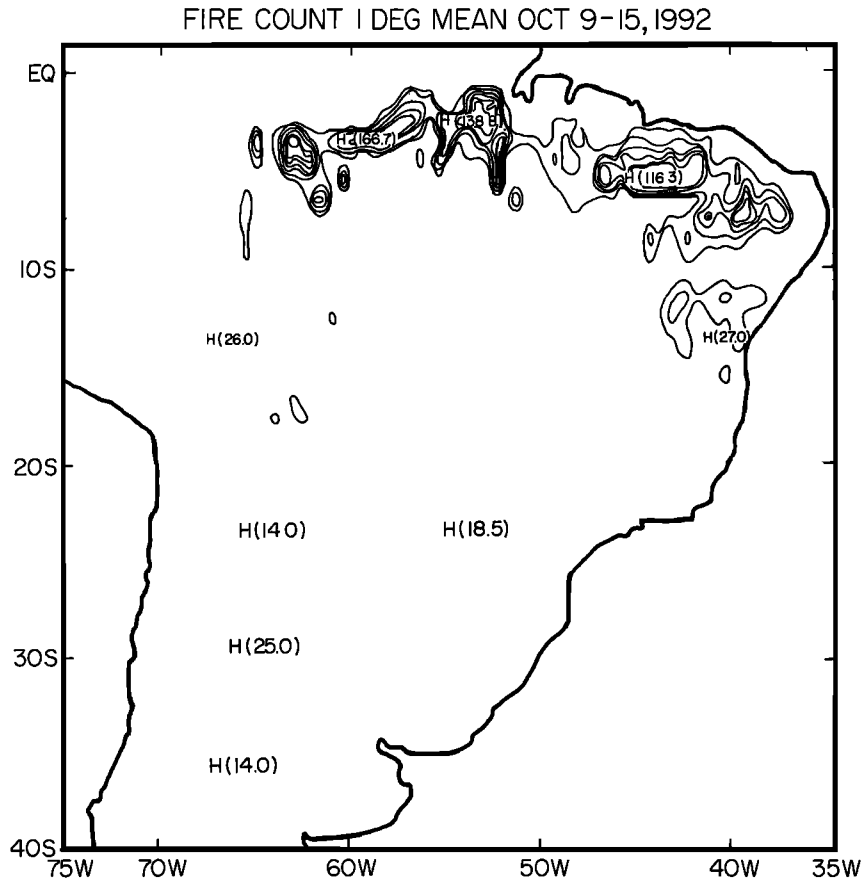 FIRE COUNT 1 DEG MEAN OCT 9-15, 1992
EQ
H (166.7)
H (138.8)
H (116.3)
10S
H (26.0)
H (27.0)
20S
H (14.0)
H (18.5)
H (25.0)
30S
H (14.0)
40S
75W
70W
60W
50W
40W
35W